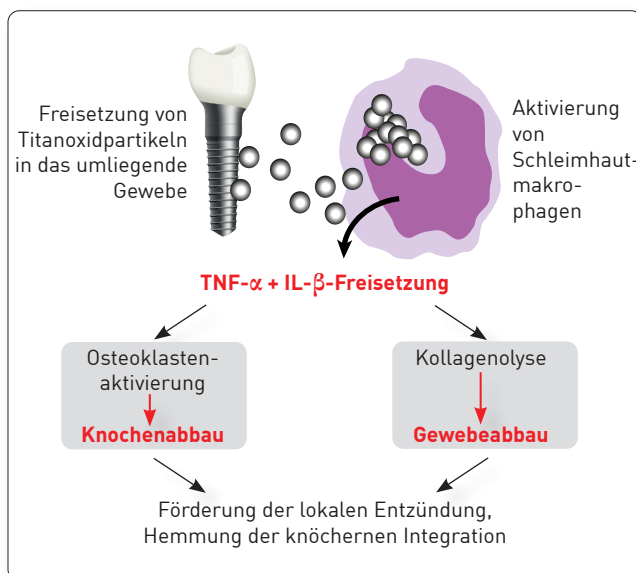 Freisetzung von
Titanoxidpartikeln
in das umliegende
Gewebe
Aktivierung
von
Schleimhaut-
makro-
phagen
TNF-α + IL-β-Freisetzung
Osteoklasten-
aktivierung
Knochenabbau
Kollagenolyse
Gewebeabbau
Förderung der lokalen Entzündung,
Hemmung der knöchernen Integration